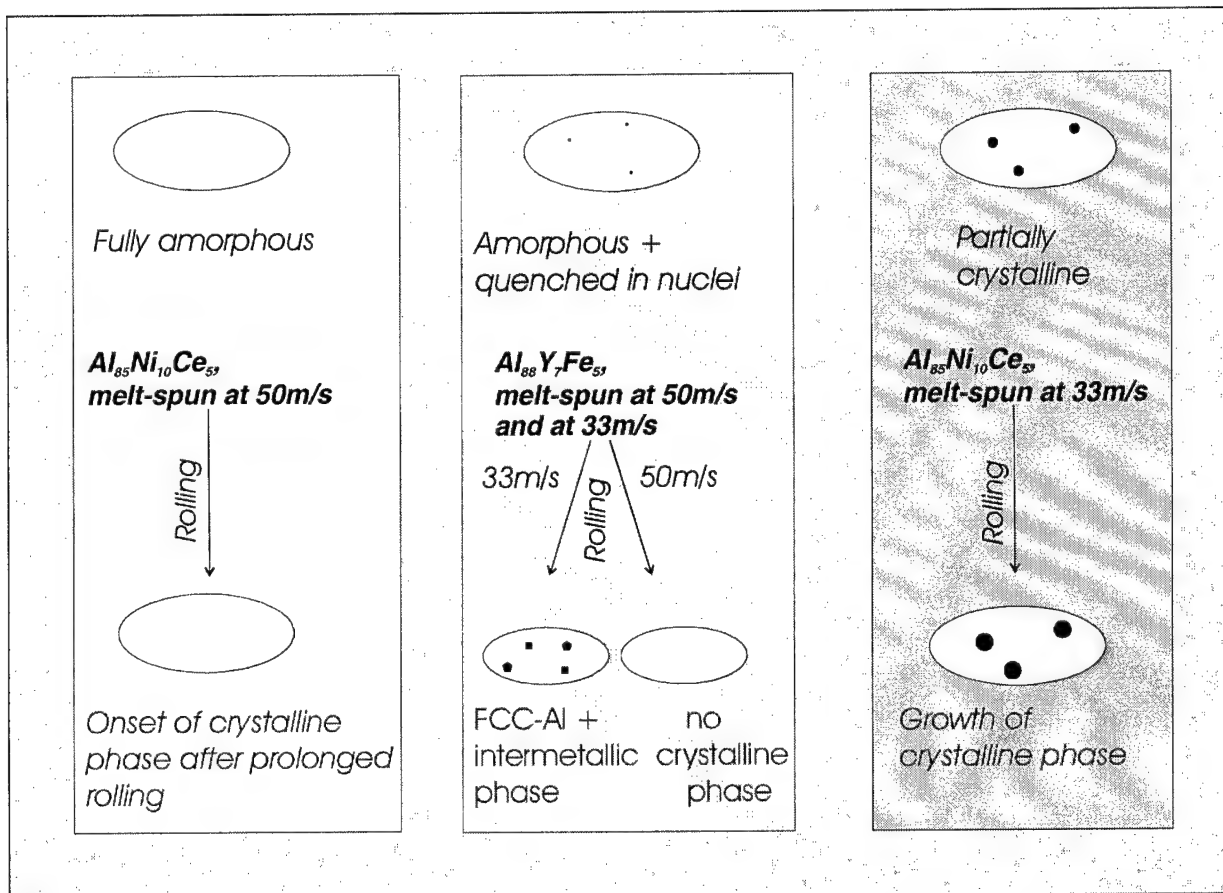 Fully amorphous
Al₈₅Ni₁₀Ce₅,
melt-spun at 50m/s
Rolling
Onset of crystalline
phase after prolonged
rolling
Amorphous +
quenched in nuclei
Al₈₈Y₇Fe₅,
melt-spun at 50m/s
and at 33m/s
33m/s
50m/s
Rolling
FCC-Al +
intermetallic
phase
no
crystalline
phase
Partially
crystalline
Al₈₅Ni₁₀Ce₅,
melt-spun at 33m/s
Rolling
Growth of
crystalline phase